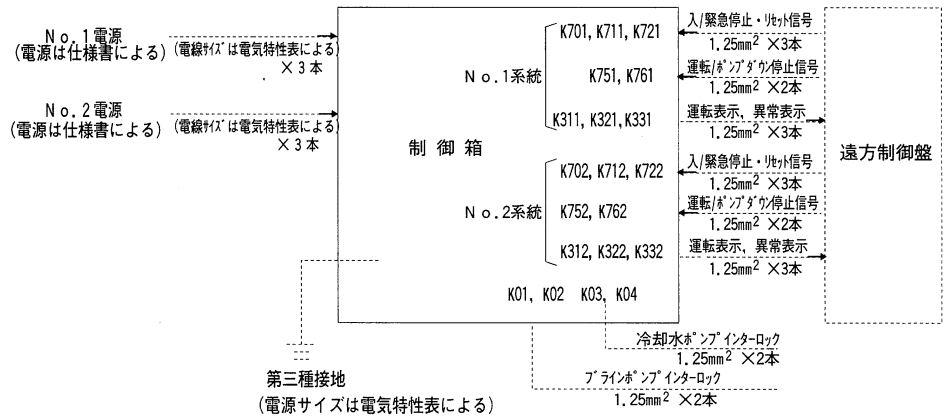 No.1電源
(電源は仕様書による)
(電線ｻｲｽﾞは電気特性表による)
×3本
No.2電源
(電源は仕様書による)
(電線ｻｲｽﾞは電気特性表による)
×3本
制御箱
No.1系統
K701, K711, K721
K751, K761
K311, K321, K331
No.2系統
K702, K712, K722
K752, K762
K312, K322, K332
K01, K02 K03, K04
入/緊急停止・ﾘｾｯﾄ信号
1.25mm² ×3本
運転/ﾎﾟﾝﾌﾟﾀﾞｳﾝ停止信号
1.25mm² ×2本
運転表示, 異常表示
1.25mm² ×3本
入/緊急停止・ﾘｾｯﾄ信号
1.25mm² ×3本
運転/ﾎﾟﾝﾌﾟﾀﾞｳﾝ停止信号
1.25mm² ×2本
運転表示, 異常表示
1.25mm² ×3本
遠方制御盤
冷却水ﾎﾟﾝﾌﾟｲﾝﾀｰﾛｯｸ
1.25mm² ×2本
ﾌﾞﾗｲﾝﾎﾟﾝﾌﾟｲﾝﾀｰﾛｯｸ
1.25mm² ×2本
第三種接地
(電源サイズは電気特性表による)